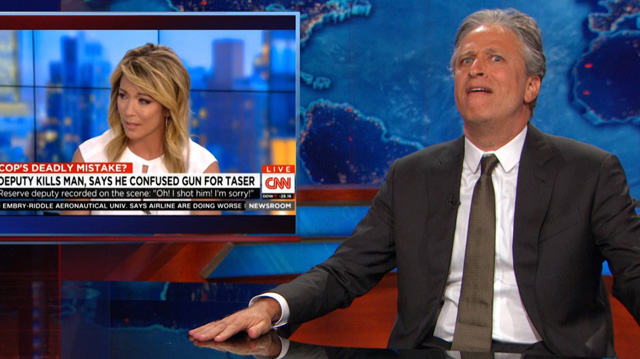 COP'S DEADLY MISTAKE?
DEPUTY KILLS MAN, SAYS HE CONFUSED GUN FOR TASER
Reserve deputy recorded on the scene: "Oh! I shot him! I'm sorry!"
EMBRY-RIDDLE AERONAUTICAL UNIV. SAYS AIRLINE ARE DOING WORSE
LIVE
CNN
NEWSROOM